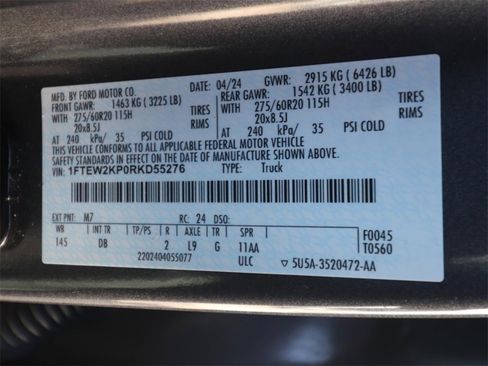 MFD. BY FORD MOTOR CO. 04/24 GVWR: 2915 KG ( 6426 LB)
FRONT GAWR: 1463 KG ( 3225 LB) REAR GAWR: 1542 KG ( 3400 LB)
WITH 275/60R20 115H TIRES WITH 275/60R20 115H TIRES
20x8.5J RIMS 20x8.5J RIMS
AT 240 kPa/ 35 PSI COLD AT 240 kPa/ 35 PSI COLD
THIS VEHICLE CONFORMS TO ALL APPLICABLE FEDERAL MOTOR VEHICLE
SAFETY STANDARDS IN EFFECT ON THE DATE OF MANUFACTURE SHOWN ABOVE.
VIN: 1FTEW2KP0RKD55276 TYPE: Truck
EXT PNT: M7 RC: 24 DSO:
WB INT TR TP/PS R AXLE TR SPR F0045
145 DB 2 L9 G 11AA T0560
2202404055077 ULC ▽ 5U5A-3520472-AA